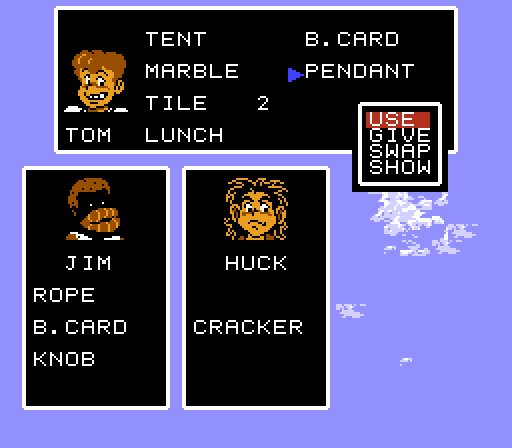 TENT B.CARD
MARBLE PENDANT
TILE 2
TOM LUNCH
USE
GIVE
SWAP
SHOW
JIM
ROPE
B.CARD
KNOB
HUCK
CRACKER